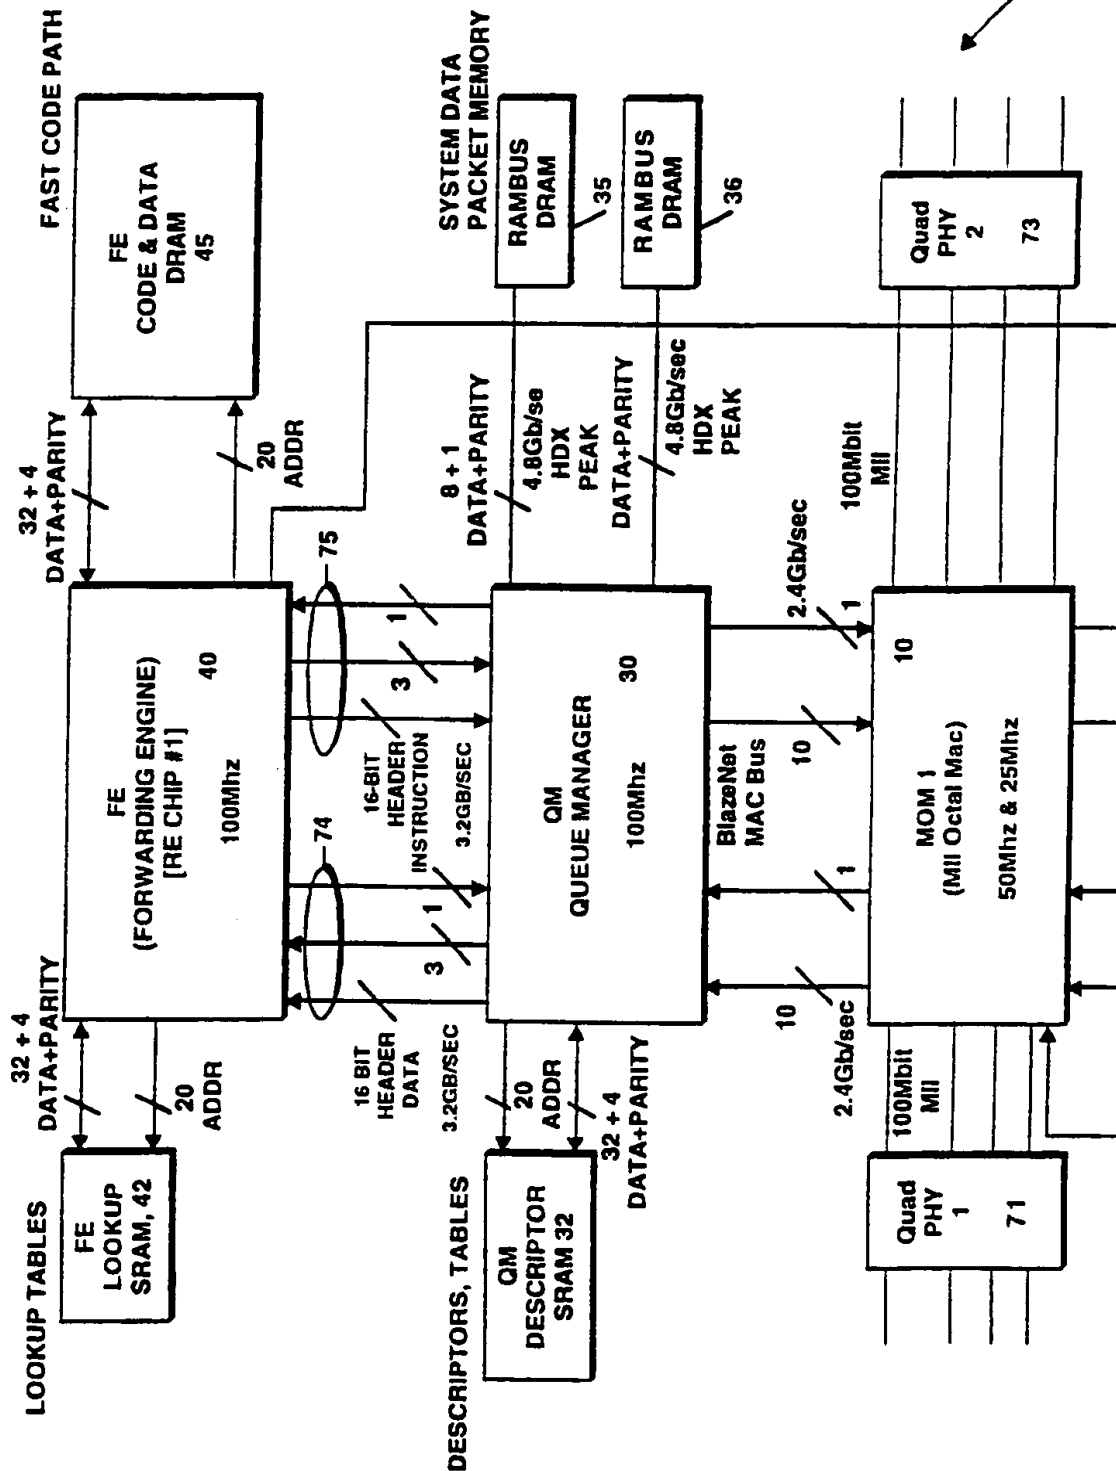 LOOKUP TABLES
FE
LOOKUP
SRAM, 42
32 + 4
DATA+PARITY
20
ADDR
FE
(FORWARDING ENGINE)
[RE CHIP #1]
40
100Mhz
32 + 4
DATA+PARITY
20
ADDR
FAST CODE PATH
FE
CODE & DATA
DRAM
45
74
16 BIT
HEADER
DATA
3.2GB/SEC
3
1
16-BIT
HEADER
INSTRUCTION
3.2GB/SEC
3
1
75
DESCRIPTORS, TABLES
QM
DESCRIPTOR
SRAM 32
20
ADDR
32 + 4
DATA+PARITY
QM
QUEUE MANAGER
30
100Mhz
8 + 1
DATA+PARITY
4.8Gb/se
HDX
PEAK
DATA+PARITY
4.8Gb/sec
HDX
PEAK
SYSTEM DATA
PACKET MEMORY
RAMBUS
DRAM
35
RAMBUS
DRAM
36
10
2.4Gb/sec
1
BlazeNet
MAC Bus
10
2.4Gb/sec
1
Quad
PHY
1
71
100Mbit
MII
MOM 1
(MII Octal Mac)
10
50Mhz & 25Mhz
100Mbit
MII
Quad
PHY
2
73